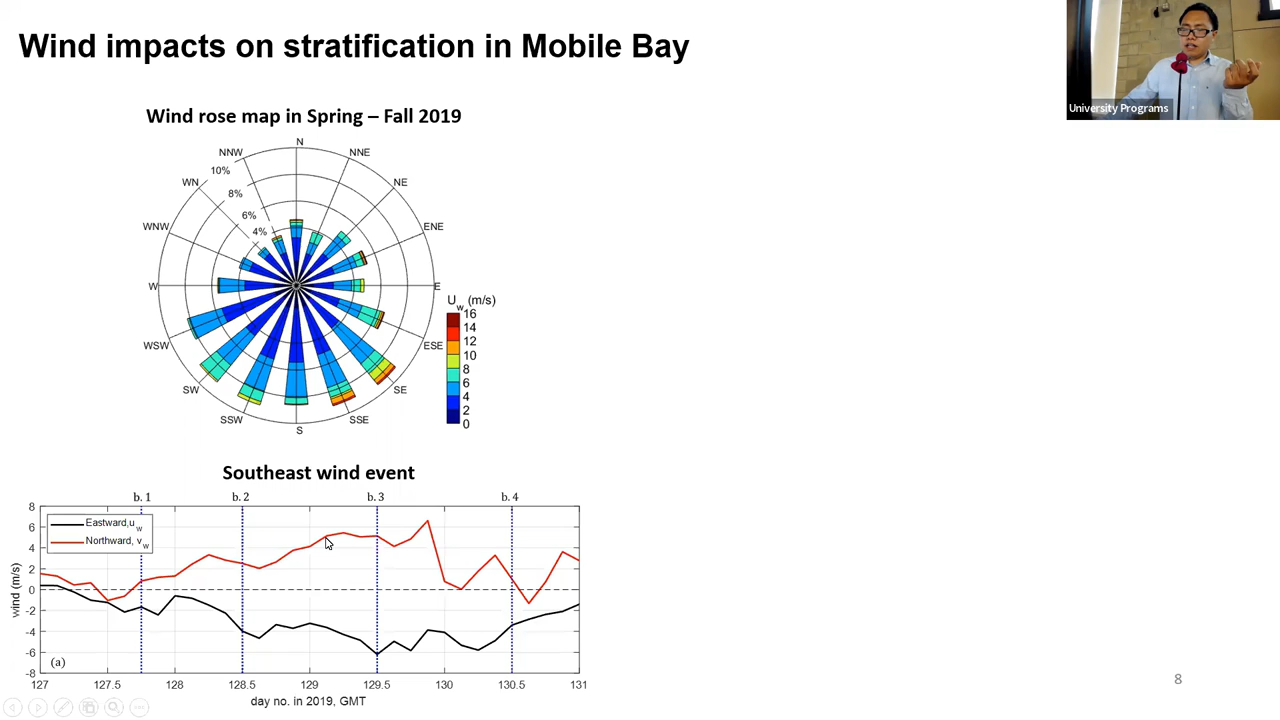 Wind impacts on stratification in Mobile Bay
University Programs
Wind rose map in Spring – Fall 2019
N
NNW
NNE
10%
WN
NE
8%
6%
WNW
ENE
4%
W
E
U_w (m/s)
16
14
12
10
8
6
4
2
0
WSW
ESE
SW
SE
SSW
SSE
S
Southeast wind event
b. 1
b. 2
b. 3
b. 4
8
6
4
2
0
-2
-4
-6
-8
Eastward,u_w
Northward, v_w
wind (m/s)
(a)
127
127.5
128
128.5
129
129.5
130
130.5
131
day no. in 2019, GMT
8